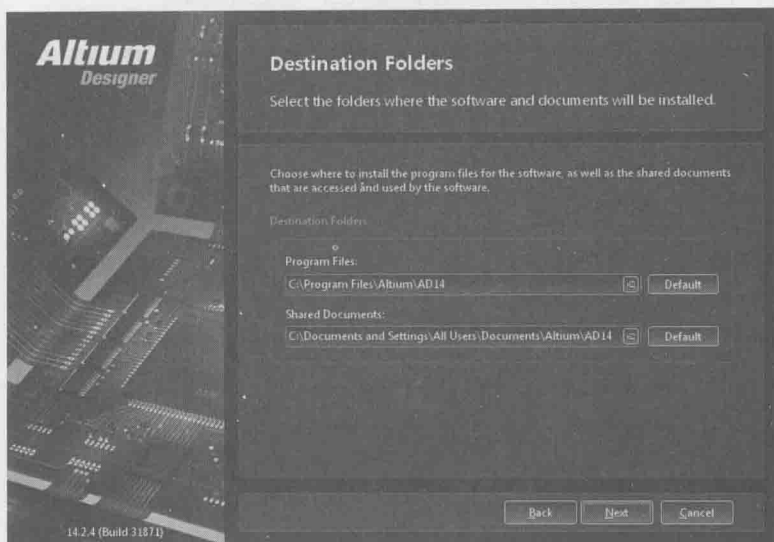 Altium
Designer
Destination Folders
Select the folders where the software and documents will be installed.
Choose where to install the program files for the software, as well as the shared documents
that are accessed and used by the software.
Destination Folders
Program Files:
C:\Program Files\Altium\AD14
Default
Shared Documents:
C:\Documents and Settings\All Users\Documents\Altium\AD14
Default
Back
Next
Cancel
14.2.4 (Build 31871)